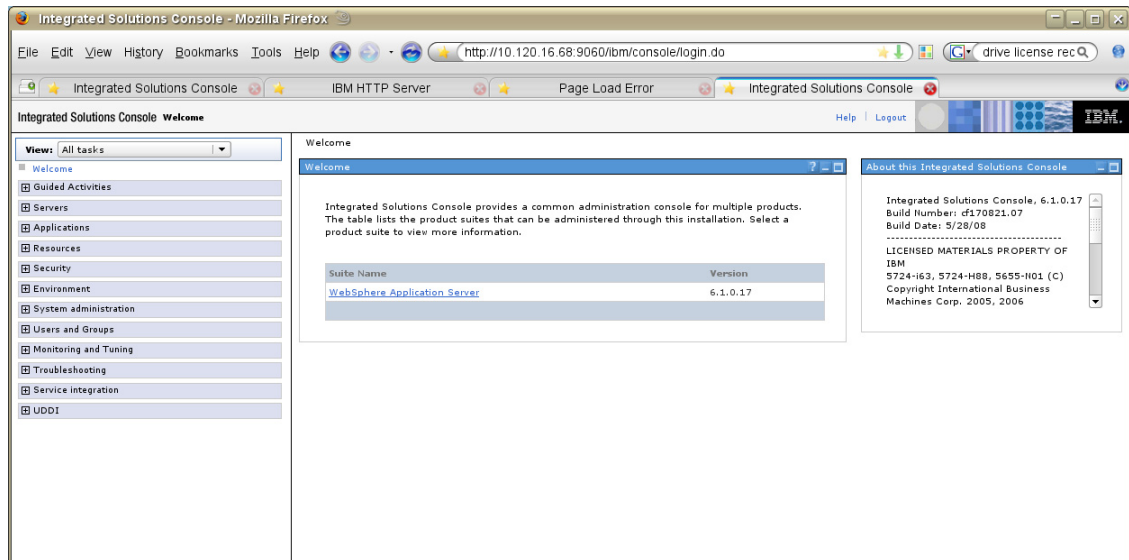 Integrated Solutions Console - Mozilla Firefox
File Edit View History Bookmarks Tools Help
http://10.120.16.68:9060/ibm/console/login.do
G drive license rec
Integrated Solutions Console
IBM HTTP Server
Page Load Error
Integrated Solutions Console
Integrated Solutions Console Welcome
Help | Logout
IBM.
View: All tasks
Welcome
Guided Activities
Servers
Applications
Resources
Security
Environment
System administration
Users and Groups
Monitoring and Tuning
Troubleshooting
Service integration
UDDI
Welcome
Welcome
?
Integrated Solutions Console provides a common administration console for multiple products.
The table lists the product suites that can be administered through this installation. Select a
product suite to view more information.
Suite Name Version
WebSphere Application Server 6.1.0.17
About this Integrated Solutions Console
Integrated Solutions Console, 6.1.0.17
Build Number: cf170821.07
Build Date: 5/28/08
----------------------------------------
LICENSED MATERIALS PROPERTY OF
IBM
5724-i63, 5724-H88, 5655-N01 (C)
Copyright International Business
Machines Corp. 2005, 2006